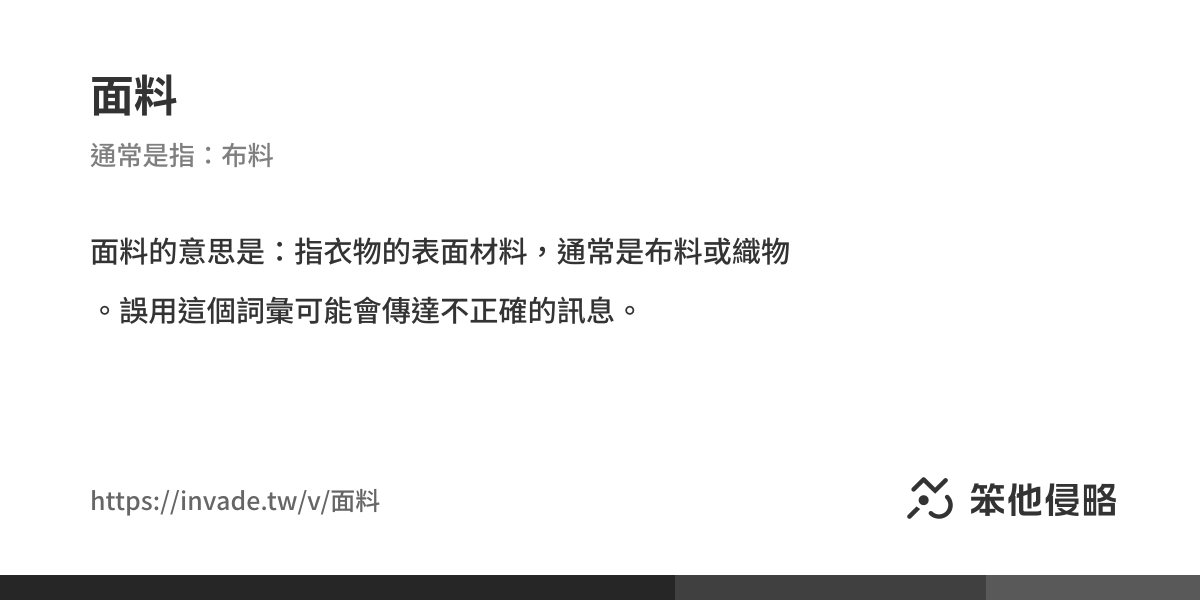 面料
通常是指：布料
面料的意思是：指衣物的表面材料，通常是布料或織物
。誤用這個詞彙可能會傳達不正確的訊息。
https://invade.tw/v/面料
笨他侵略